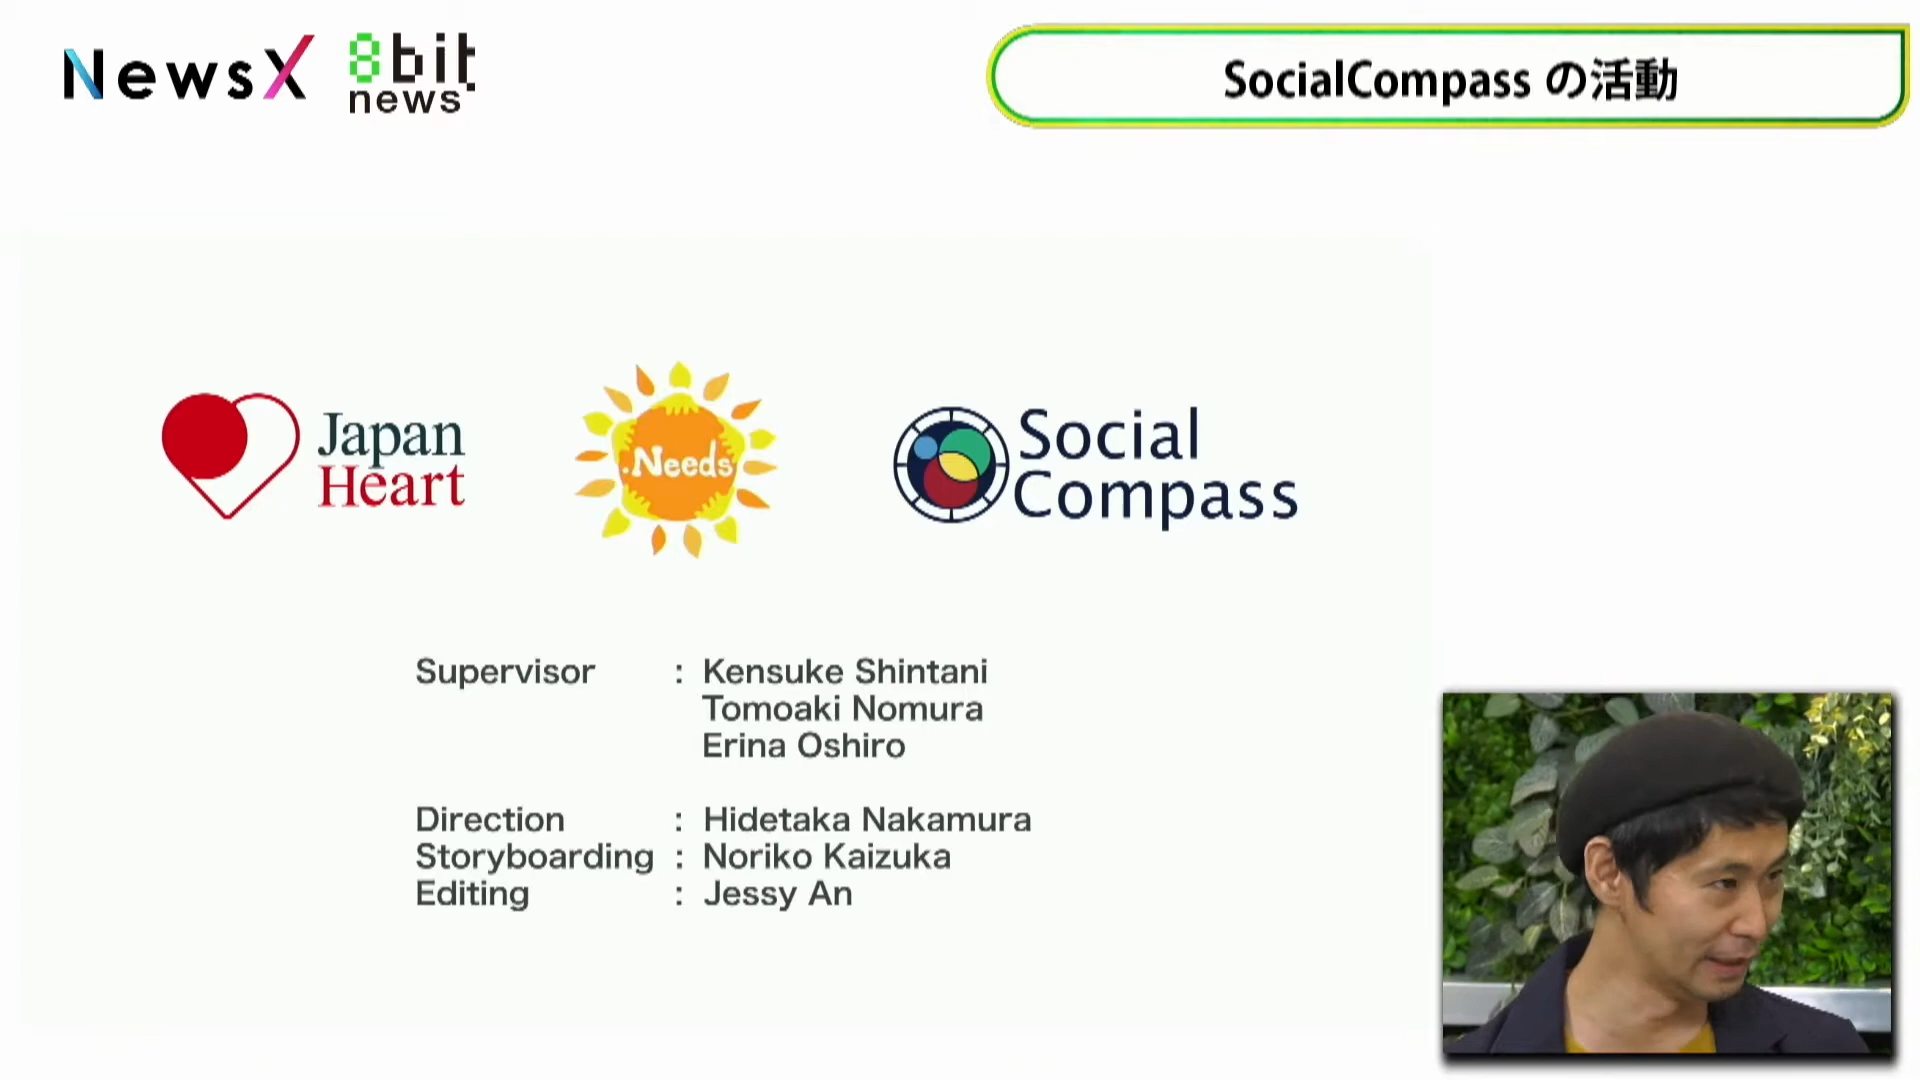 NewsX
8bit
news
SocialCompass の活動
Japan
Heart
.Needs
Social
Compass
Supervisor : Kensuke Shintani
Tomoaki Nomura
Erina Oshiro
Direction : Hidetaka Nakamura
Storyboarding : Noriko Kaizuka
Editing : Jessy An